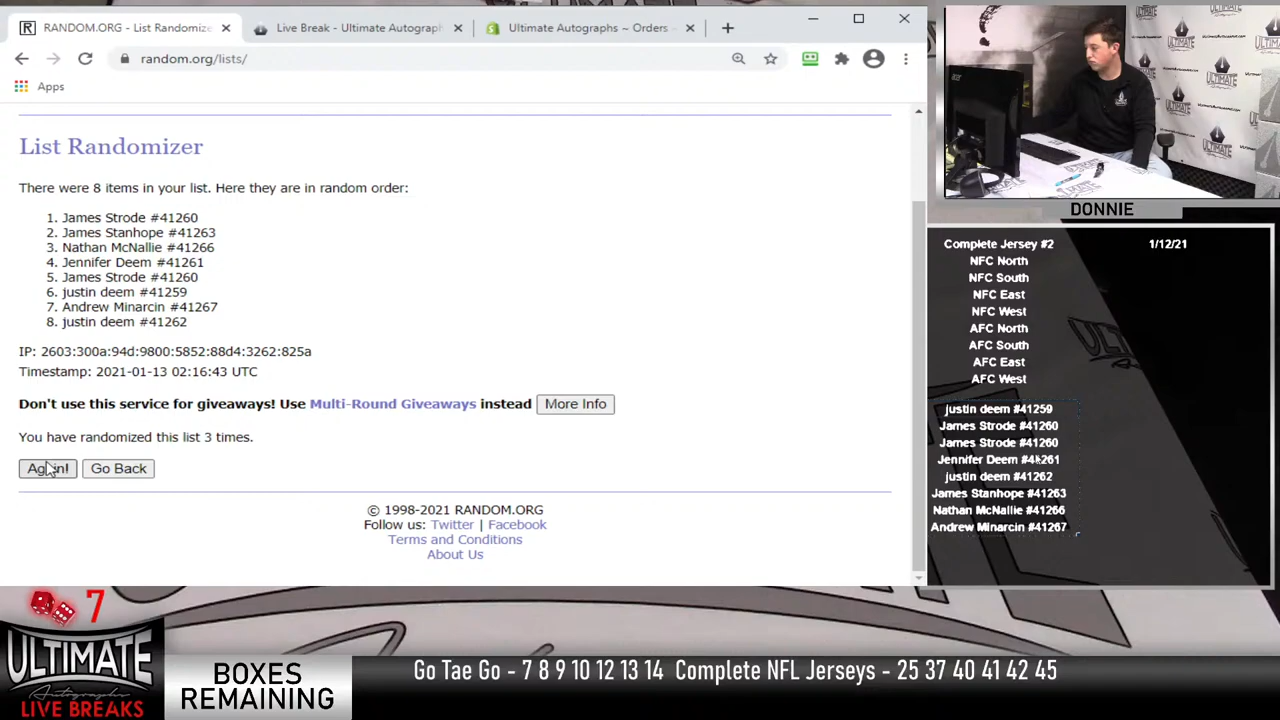 RANDOM.ORG - List Randomize
Live Break - Ultimate Autograph
Ultimate Autographs ~ Orders
random.org/lists/
Apps
List Randomizer
There were 8 items in your list. Here they are in random order:
1. James Strode #41260
2. James Stanhope #41263
3. Nathan McNallie #41266
4. Jennifer Deem #41261
5. James Strode #41260
6. justin deem #41259
7. Andrew Minarcin #41267
8. justin deem #41262
IP: 2603:300a:94d:9800:5852:88d4:3262:825a
Timestamp: 2021-01-13 02:16:43 UTC
Don't use this service for giveaways! Use Multi-Round Giveaways instead More Info
You have randomized this list 3 times.
Again! Go Back
© 1998-2021 RANDOM.ORG
Follow us: Twitter | Facebook
Terms and Conditions
About Us
acer
ULTIMATE
DONNIE
Complete Jersey #2 1/12/21
NFC North
NFC South
NFC East
NFC West
AFC North
AFC South
AFC East
AFC West
justin deem #41259
James Strode #41260
James Strode #41260
Jennifer Deem #41261
justin deem #41262
James Stanhope #41263
Nathan McNallie #41266
Andrew Minarcin #41267
7
ULTIMATE
Autographs
LIVE BREAKS
BOXES
REMAINING
Go Tae Go - 7 8 9 10 12 13 14 Complete NFL Jerseys - 25 37 40 41 42 45